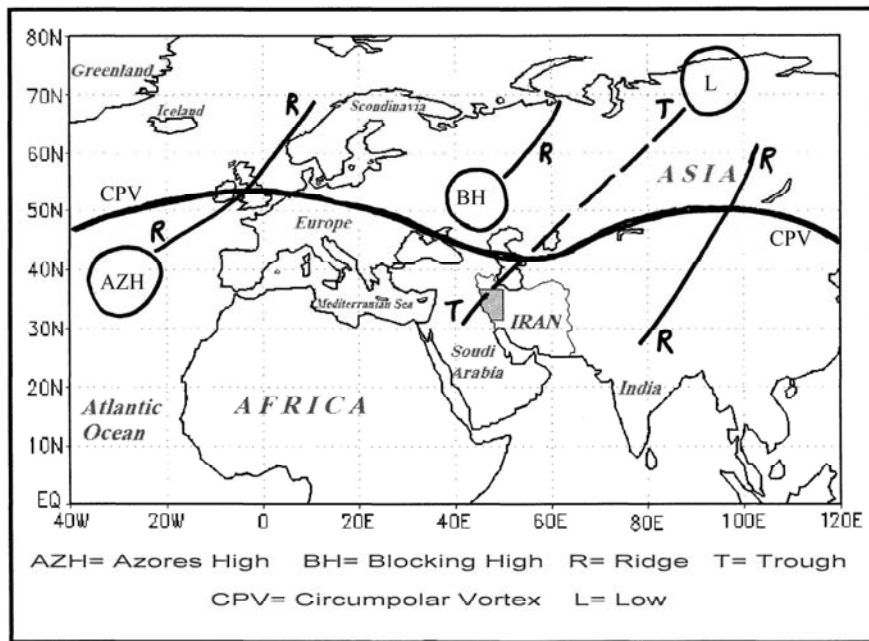 80N
Greenland
70N
R
Scandinavia
T
L
Iceland
60N
R
ASIA
R
CPV
BH
50N
R
Europe
CPV
AZH
40N
Mediterranean Sea
T
IRAN
R
30N
Soudi
Arabia
India
20N
Atlantic
Ocean
AFRICA
10N
EQ
40W 20W 0 20E 40E 60E 80E 100E 120E
AZH= Azores High BH= Blocking High R= Ridge T= Trough
CPV= Circumpolar Vortex L= Low